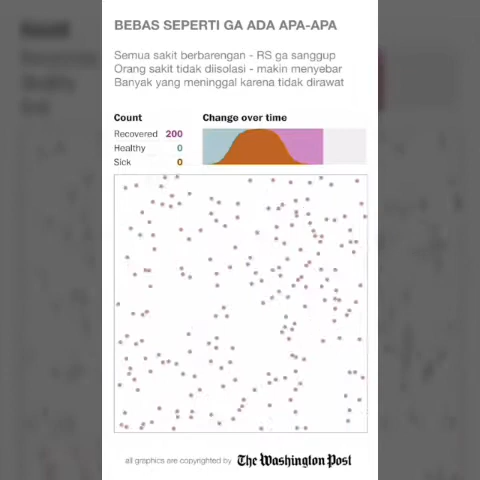 BEBAS SEPERTI GA ADA APA-APA
Semua sakit berbarengan - RS ga sanggup
Orang sakit tidak diisolasi - makin menyebar
Banyak yang meninggal karena tidak dirawat
Count
Change over time
Recovered 200
Healthy 0
Sick 0
all graphics are copyrighted by The Washington Post